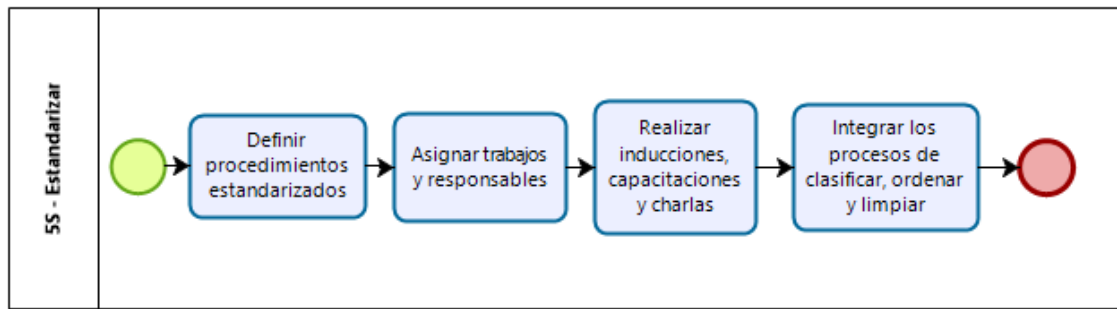 5S - Estandarizar
Definir
procedimientos
estandarizados
Asignar trabajos
y responsables
Realizar
inducciones,
capacitaciones
y charlas
Integrar los
procesos de
clasificar, ordenar
y limpiar